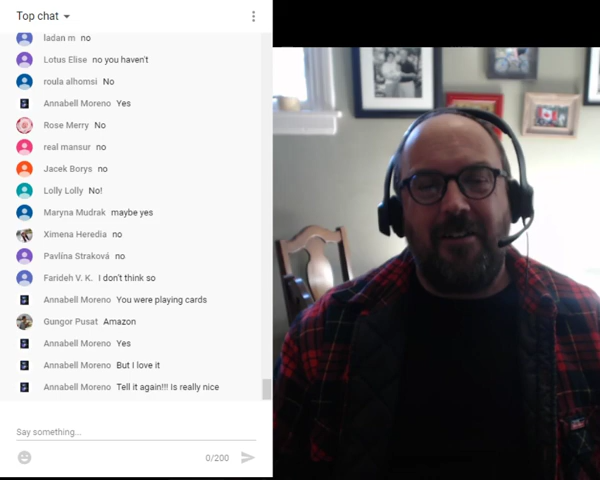 Top chat
ladan m no
Lotus Elise no you haven't
roula alhomsi No
Annabell Moreno Yes
Rose Merry No
real mansur no
Jacek Borys no
Lolly Lolly No!
Maryna Mudrak maybe yes
Ximena Heredia no
Pavlína Straková no
Farideh V. K. I don't think so
Annabell Moreno You were playing cards
Gungor Pusat Amazon
Annabell Moreno Yes
Annabell Moreno But I love it
Annabell Moreno Tell it again!!! Is really nice
Say something...
0/200